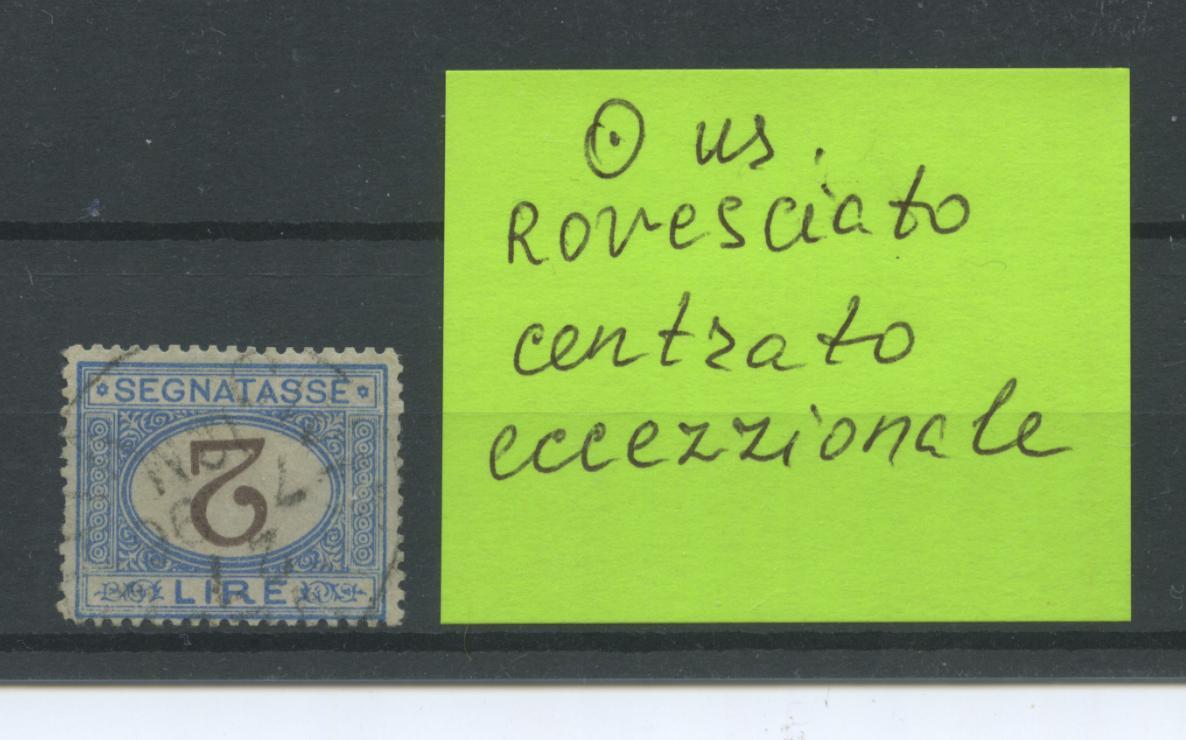 SEGNATASSE
2
LIRE
⊙ us.
Rovesciato
centrato
eccezzionale